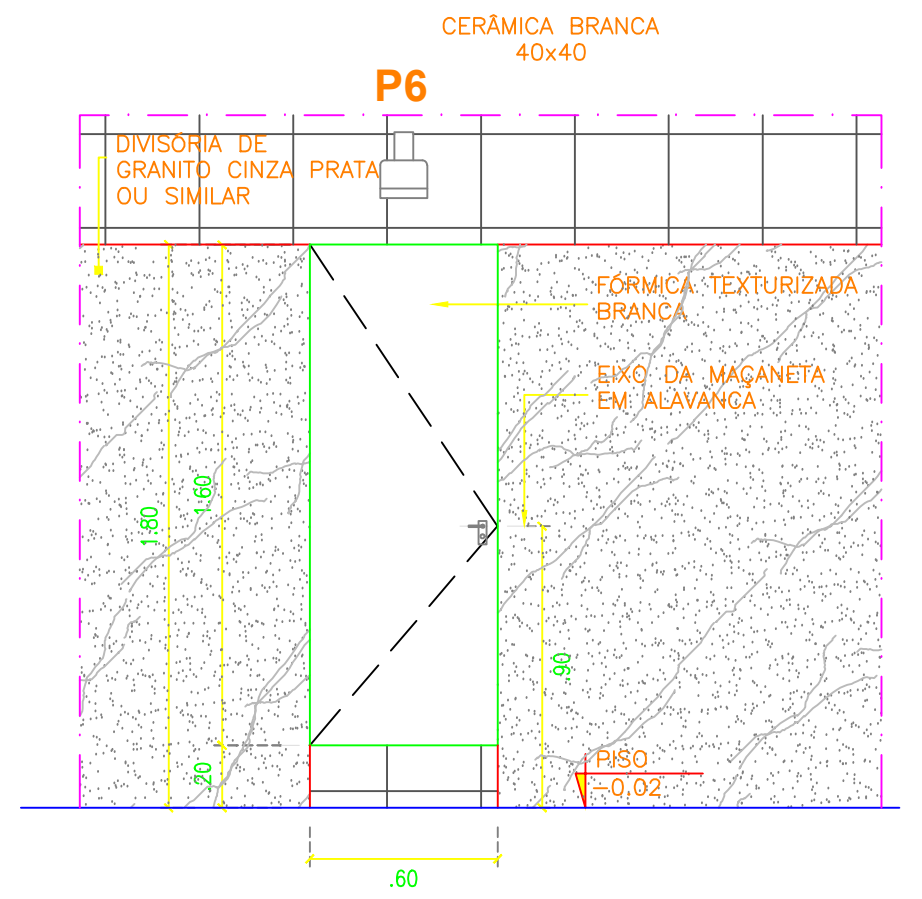 CERÂMICA BRANCA
40x40
P6
DIVISÓRIA DE
GRANITO CINZA PRATA
OU SIMILAR
FÓRMICA TEXTURIZADA
BRANCA
EIXO DA MAÇANETA
EM ALAVANCA
1.80
1.60
.90
.20
PISO
-0.02
.60